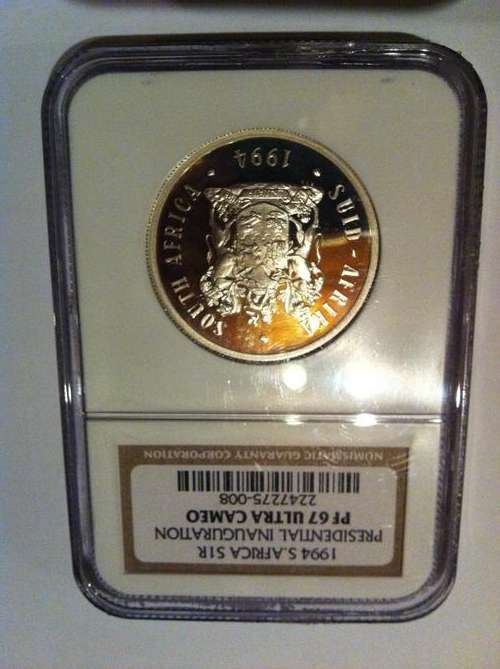 1994 S.AFRICA S1R
PRESIDENTIAL INAUGURATION
PF 67 ULTRA CAMEO
2247275-008
NUMISMATIC GUARANTY CORPORATION
SOUTH AFRICA · SUID-AFRIKA ·
1994